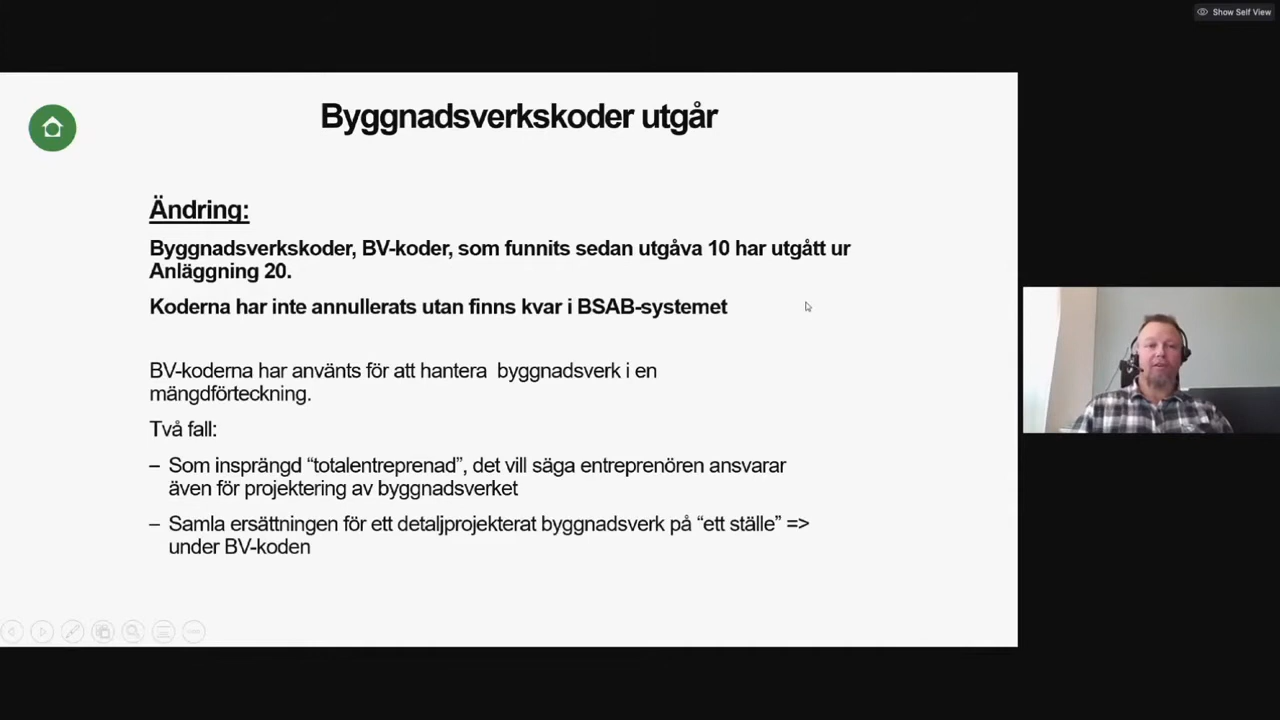 Show Self View
Byggnadsverkskoder utgår
Ändring:
Byggnadsverkskoder, BV-koder, som funnits sedan utgåva 10 har utgått ur
Anläggning 20.
Koderna har inte annullerats utan finns kvar i BSAB-systemet
BV-koderna har använts för att hantera byggnadsverk i en
mängdförteckning.
Två fall:
– Som insprängd “totalentreprenad”, det vill säga entreprenören ansvarar
även för projektering av byggnadsverket
– Samla ersättningen för ett detaljprojekterat byggnadsverk på “ett ställe” =>
under BV-koden